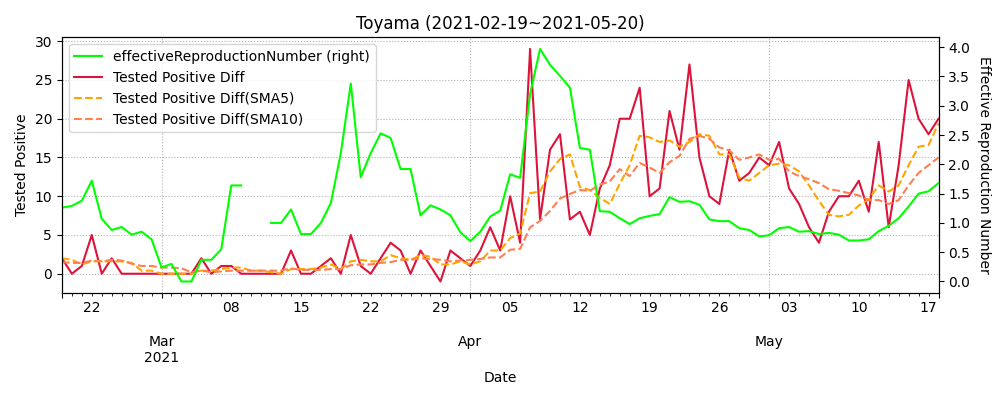 Toyama (2021-02-19~2021-05-20)
effectiveReproductionNumber (right)
Tested Positive Diff
Tested Positive Diff(SMA5)
Tested Positive Diff(SMA10)
Tested Positive
30
25
20
15
10
5
0
Effective Reproduction Number
4.0
3.5
3.0
2.5
2.0
1.5
1.0
0.5
0.0
22 08 15 22 29 05 12 19 26 03 10 17
Mar Apr May
2021
Date